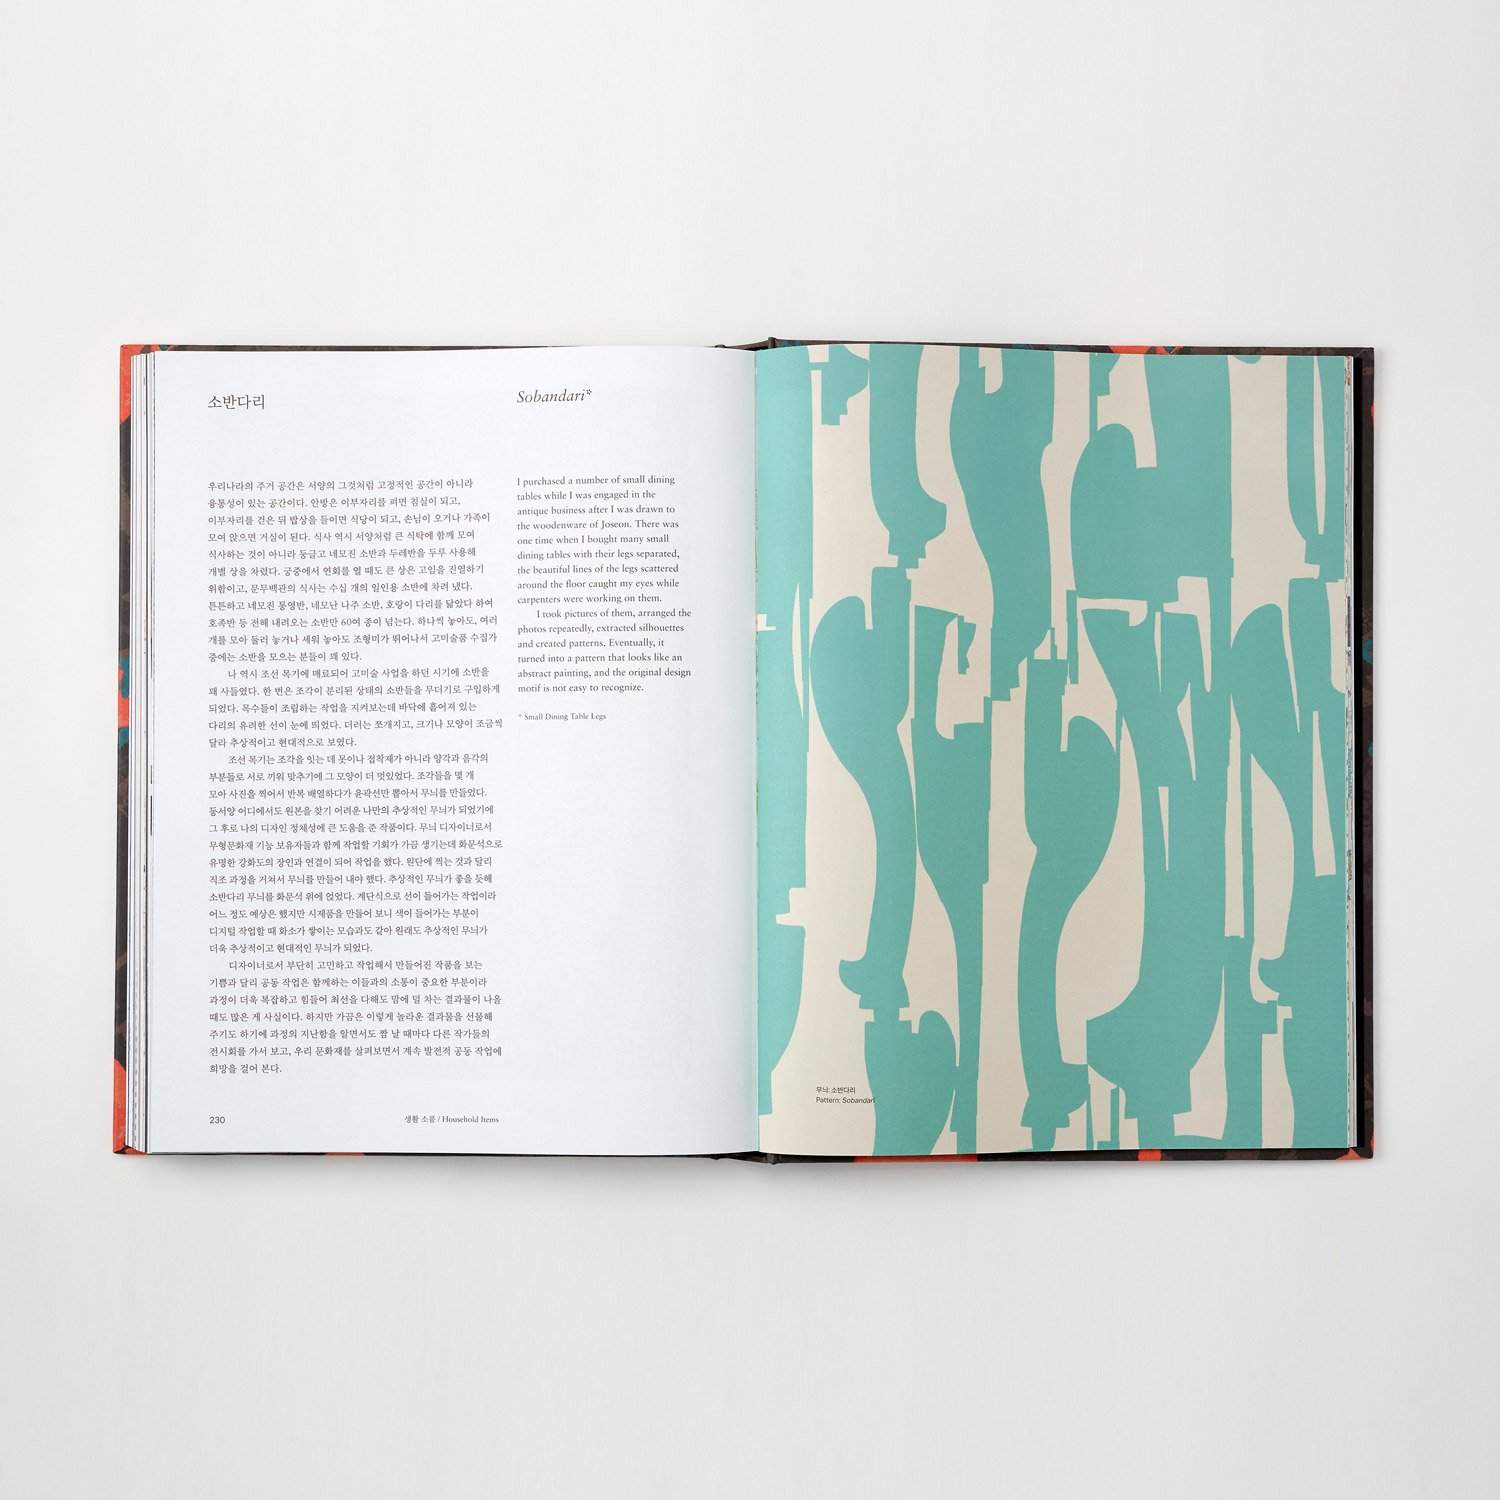 소반다리
우리나라의 주거 공간은 서양의 그것처럼 고정적인 공간이 아니라
융통성이 있는 공간이다. 안방은 이부자리를 펴면 침실이 되고,
이부자리를 걷은 뒤 밥상을 들이면 식당이 되고, 손님이 오거나 가족이
모여 앉으면 거실이 된다. 식사 역시 서양처럼 큰 식탁에 함께 모여
식사하는 것이 아니라 둥글고 네모진 소반과 두레반을 두루 사용해
개별 상을 차렸다. 궁중에서 연회를 열 때도 큰 상은 고임을 진열하기
위함이고, 문무백관의 식사는 수십 개의 일인용 소반에 차려 냈다.
튼튼하고 네모진 통영반, 네모난 나주 소반, 호랑이 다리를 닮았다 하여
호족반 등 전해 내려오는 소반만 60여 종이 넘는다. 하나씩 놓아도, 여러
개를 모아 둘러 놓거나 세워 놓아도 조형미가 뛰어나서 고미술품 수집가
중에는 소반을 모으는 분들이 꽤 있다.
나 역시 조선 목기에 매료되어 고미술 사업을 하던 시기에 소반을
꽤 사들였다. 한 번은 조각이 분리된 상태의 소반들을 무더기로 구입하게
되었다. 목수들이 조립하는 작업을 지켜보는데 바닥에 흩어져 있는
다리의 유려한 선이 눈에 띄었다. 더러는 쪼개지고, 크기나 모양이 조금씩
달라 추상적이고 현대적으로 보였다.
조선 목기는 조각을 잇는 데 못이나 접착제가 아니라 양각과 음각의
부분들로 서로 끼워 맞추기에 그 모양이 더 멋있었다. 조각들을 몇 개
모아 사진을 찍어서 반복 배열하다가 윤곽선만 뽑아서 무늬를 만들었다.
동서양 어디에서도 원본을 찾기 어려운 나만의 추상적인 무늬가 되었기에
그 후로 나의 디자인 정체성에 큰 도움을 준 작품이다. 무늬 디자이너로서
무형문화재 기능 보유자들과 함께 작업할 기회가 가끔 생기는데 화문석으로
유명한 강화도의 장인과 연결이 되어 작업을 했다. 원단에 찍는 것과 달리
직조 과정을 거쳐서 무늬를 만들어 내야 했다. 추상적인 무늬가 좋을 듯해
소반다리 무늬를 화문석 위에 얹었다. 계단식으로 선이 들어가는 작업이라
어느 정도 예상은 했지만 시제품을 만들어 보니 색이 들어가는 부분이
디지털 작업할 때 화소가 쌓이는 모습과도 같아 원래도 추상적인 무늬가
더욱 추상적이고 현대적인 무늬가 되었다.
디자이너로서 부단히 고민하고 작업해서 만들어진 작품을 보는
기쁨과 달리 공동 작업은 함께하는 이들과의 소통이 중요한 부분이라
과정이 더욱 복잡하고 힘들어 최선을 다해도 맘에 덜 차는 결과물이 나올
때도 많은 게 사실이다. 하지만 가끔은 이렇게 놀라운 결과물을 선물해
주기도 하기에 과정의 지난함을 알면서도 짬 날 때마다 다른 작가들의
전시회를 가서 보고, 우리 문화재를 살펴보면서 계속 발전적 공동 작업에
희망을 걸어 본다.
Sobandari*
I purchased a number of small dining
tables while I was engaged in the
antique business after I was drawn to
the woodenware of Joseon. There was
one time when I bought many small
dining tables with their legs separated,
the beautiful lines of the legs scattered
around the floor caught my eyes while
carpenters were working on them.
I took pictures of them, arranged the
photos repeatedly, extracted silhouettes
and created patterns. Eventually, it
turned into a pattern that looks like an
abstract painting, and the original design
motif is not easy to recognize.
* Small Dining Table Legs
230
생활 소품 / Household Items
무늬: 소반다리
Pattern: Sobandari